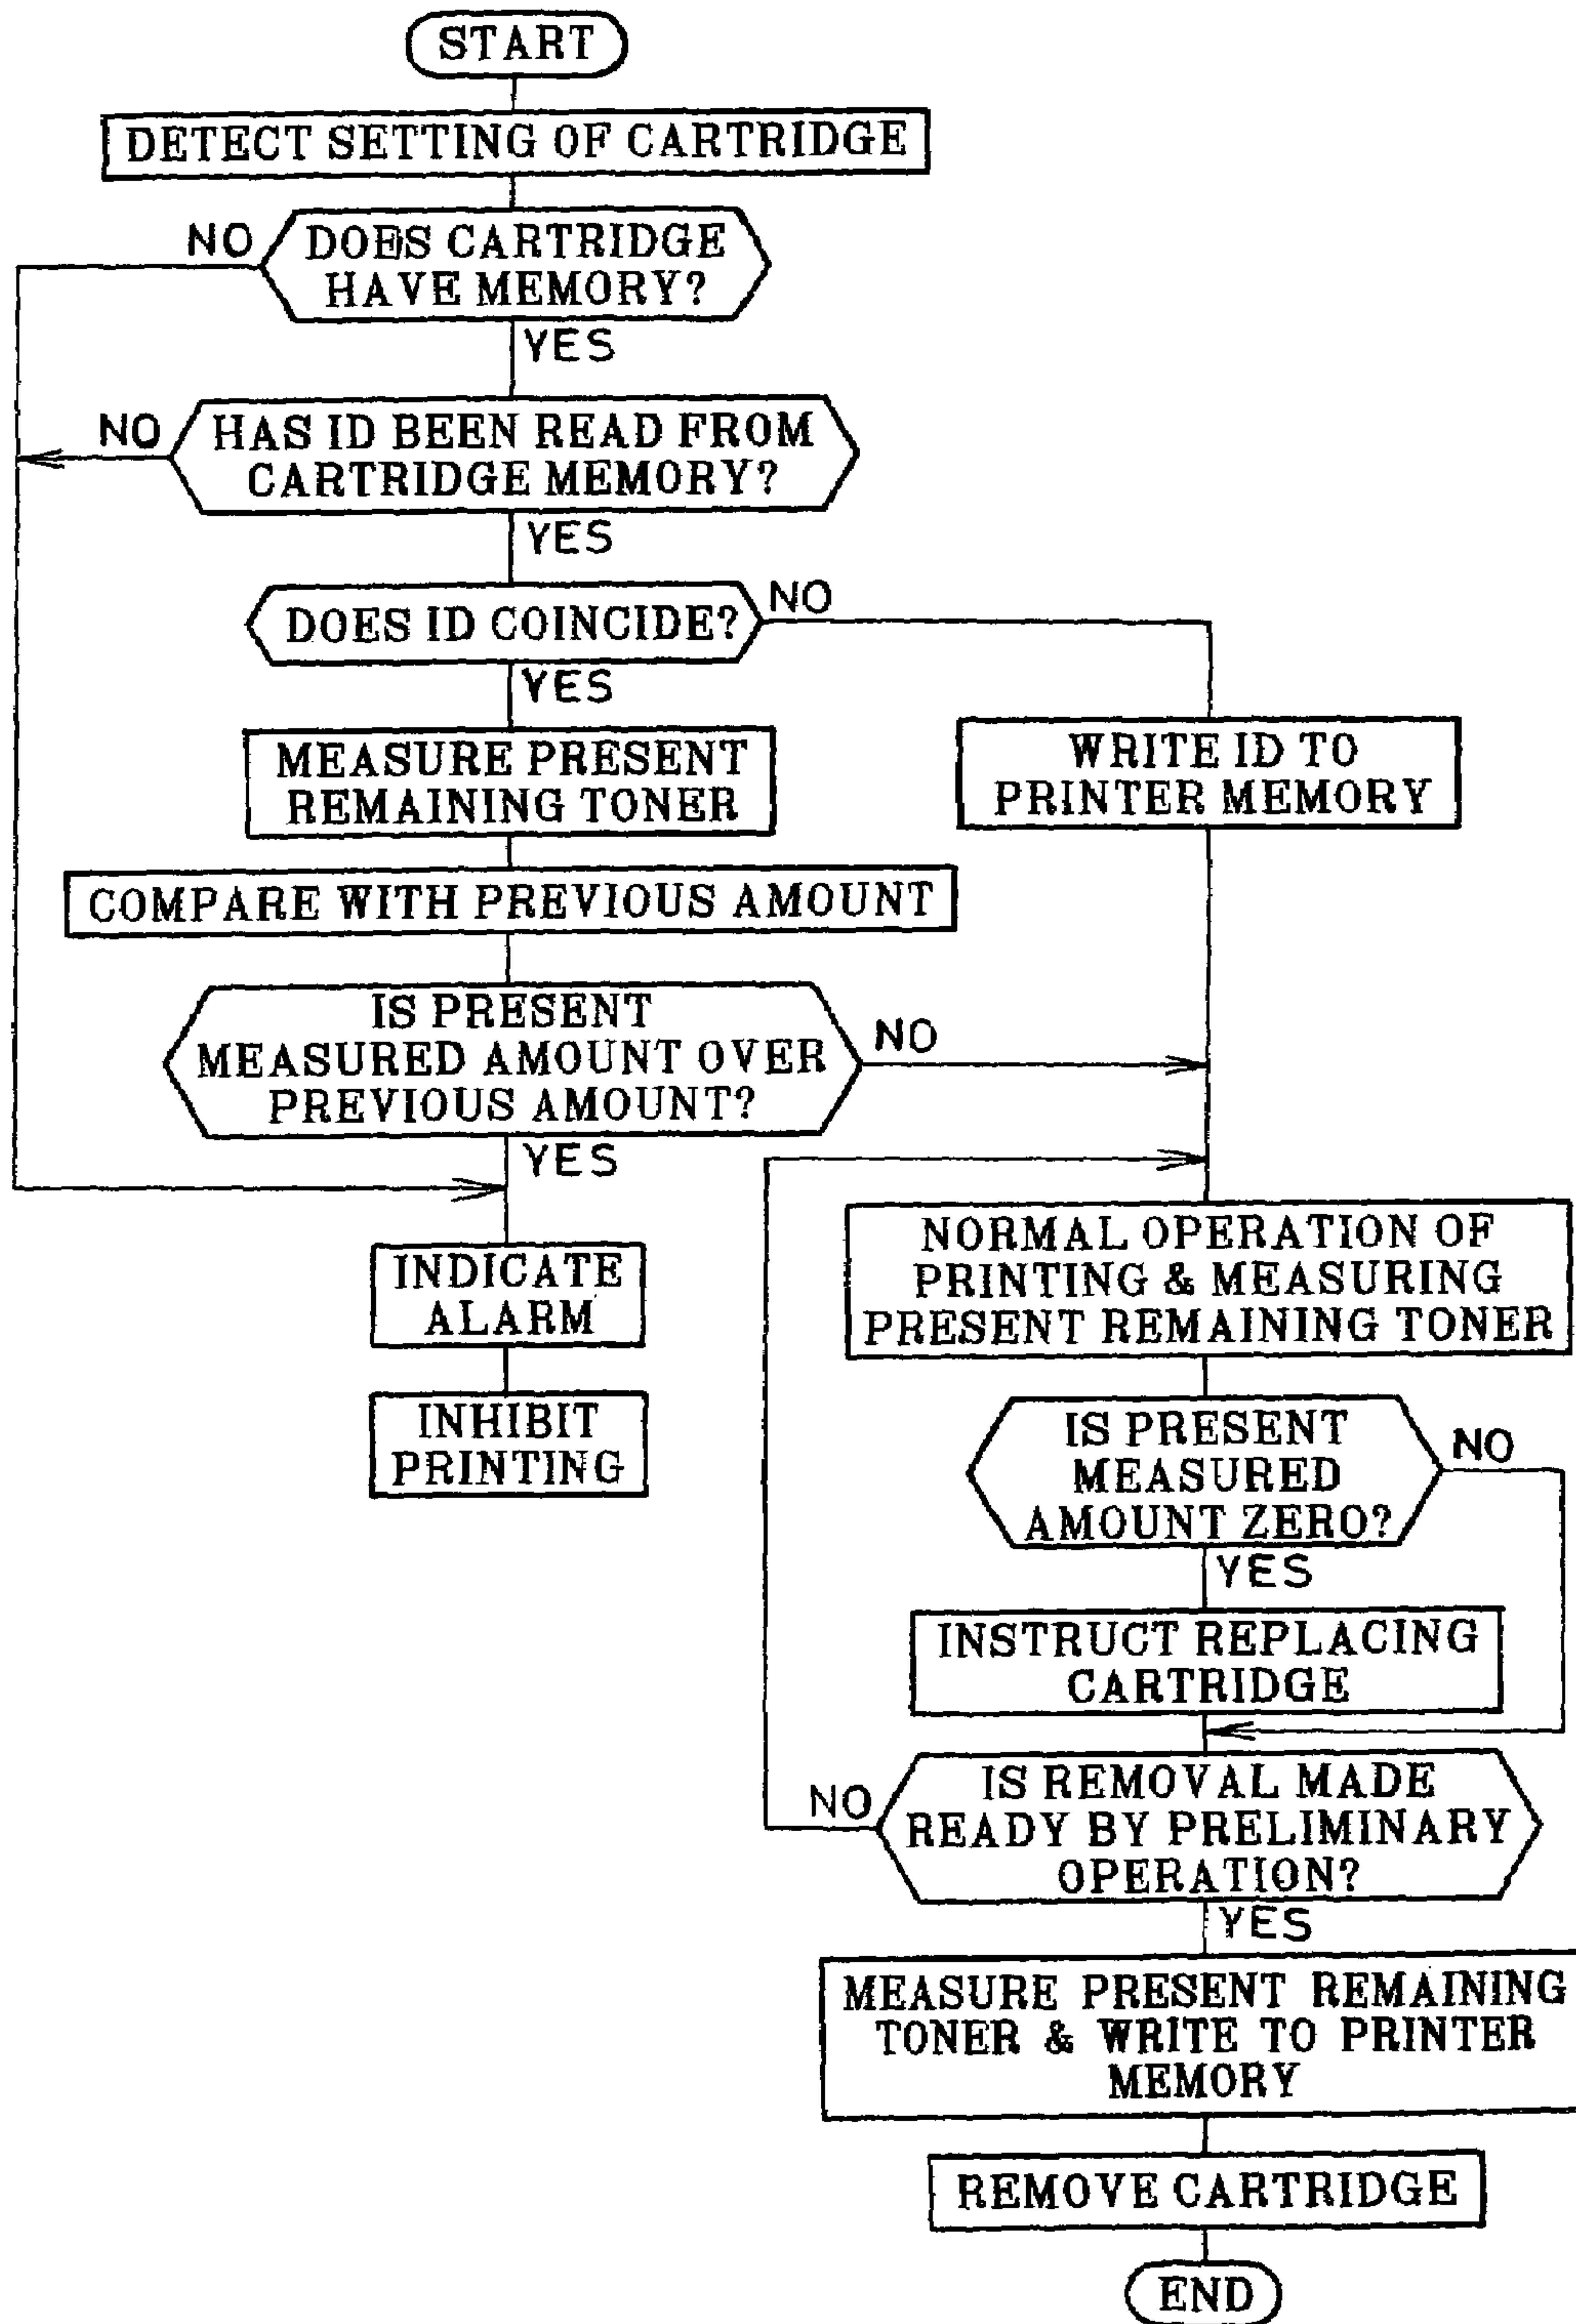 START
DETECT SETTING OF CARTRIDGE
NO
DOES CARTRIDGE
HAVE MEMORY?
YES
NO
HAS ID BEEN READ FROM
CARTRIDGE MEMORY?
YES
DOES ID COINCIDE?
NO
YES
MEASURE PRESENT
REMAINING TONER
WRITE ID TO
PRINTER MEMORY
COMPARE WITH PREVIOUS AMOUNT
IS PRESENT
MEASURED AMOUNT OVER
PREVIOUS AMOUNT?
NO
YES
INDICATE
ALARM
INHIBIT
PRINTING
NORMAL OPERATION OF
PRINTING & MEASURING
PRESENT REMAINING TONER
IS PRESENT
MEASURED
AMOUNT ZERO?
NO
YES
INSTRUCT REPLACING
CARTRIDGE
NO
IS REMOVAL MADE
READY BY PRELIMINARY
OPERATION?
YES
MEASURE PRESENT REMAINING
TONER & WRITE TO PRINTER
MEMORY
REMOVE CARTRIDGE
END